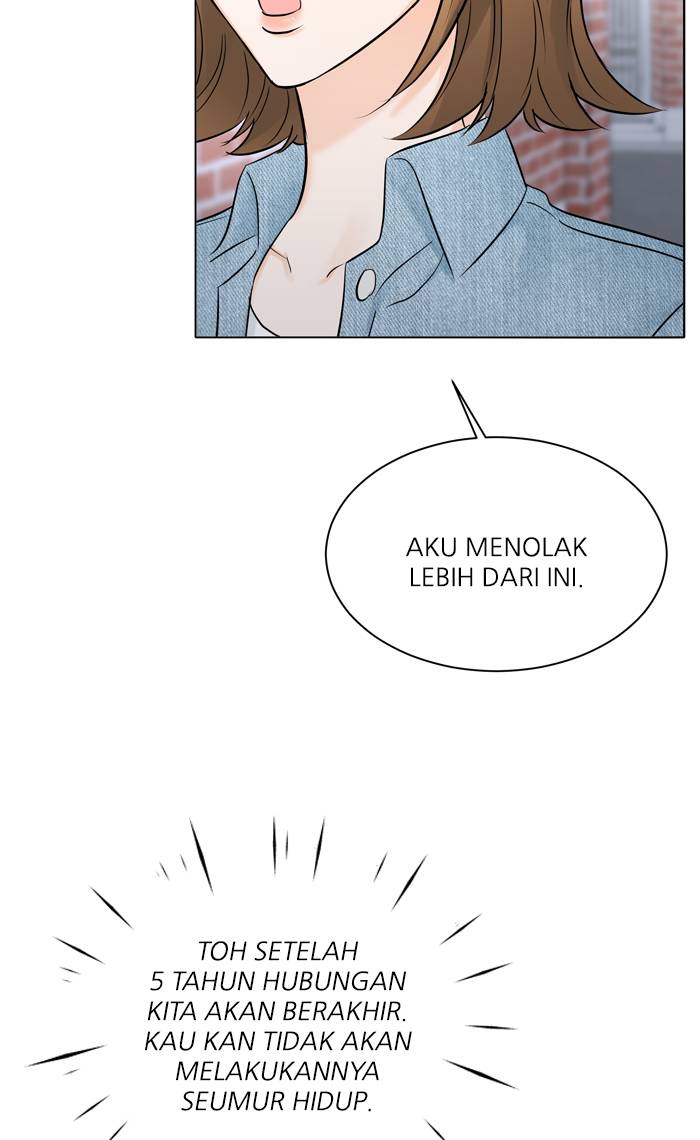 AKU MENOLAK
LEBIH DARI INI.
TOH SETELAH
5 TAHUN HUBUNGAN
KITA AKAN BERAKHIR.
KAU KAN TIDAK AKAN
MELAKUKANNYA
SEUMUR HIDUP.